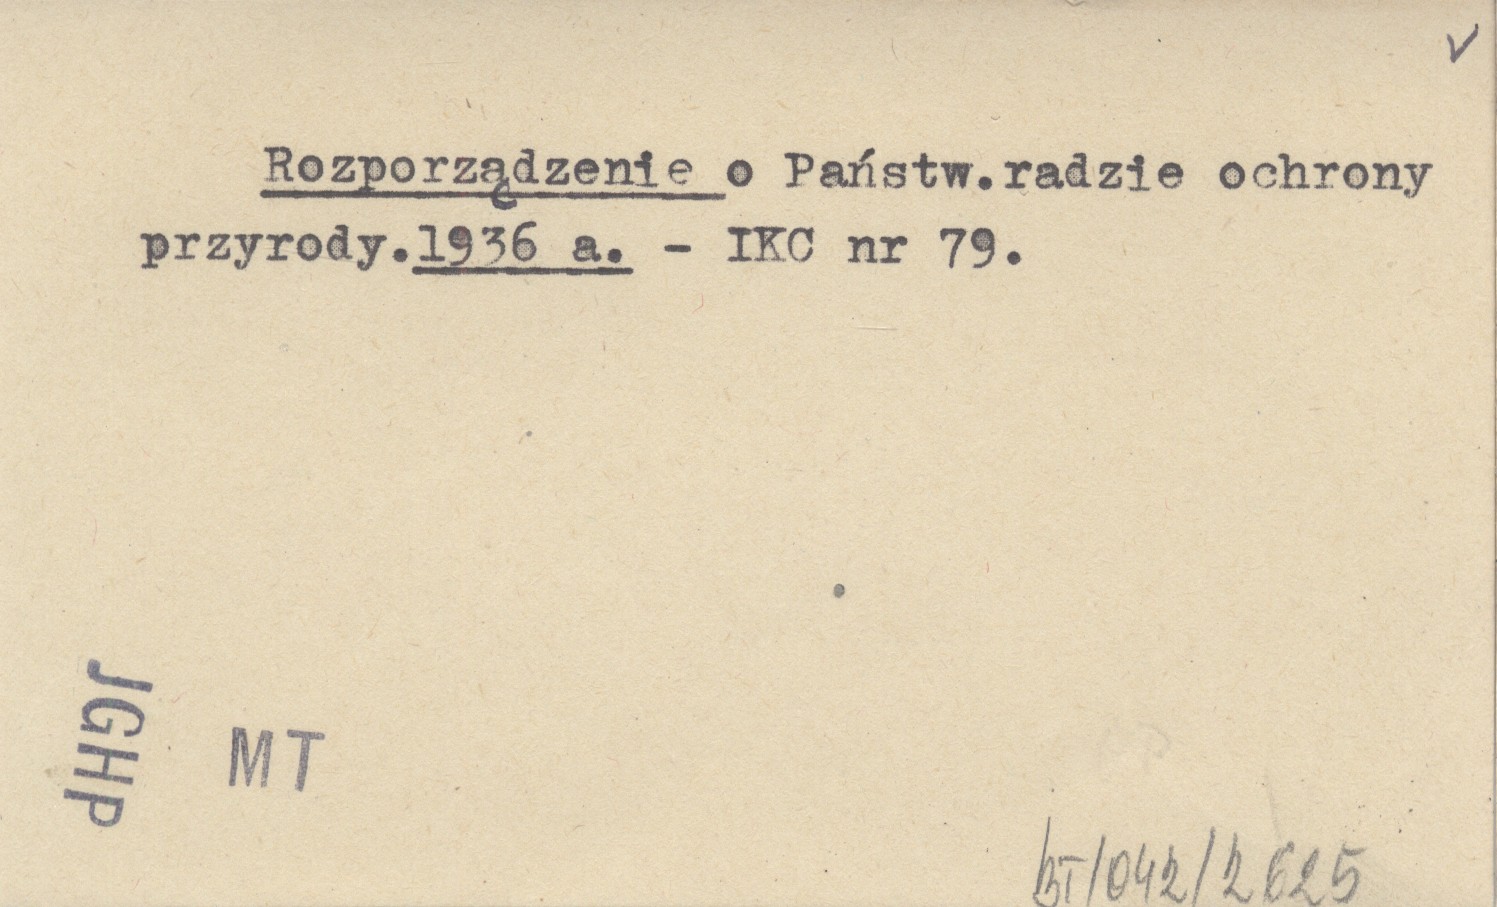 Rozporządzenie o Państw.radzie ochrony
przyrody.1936 a. - IKC nr 79.
JGHP
MT
BT/042/2625